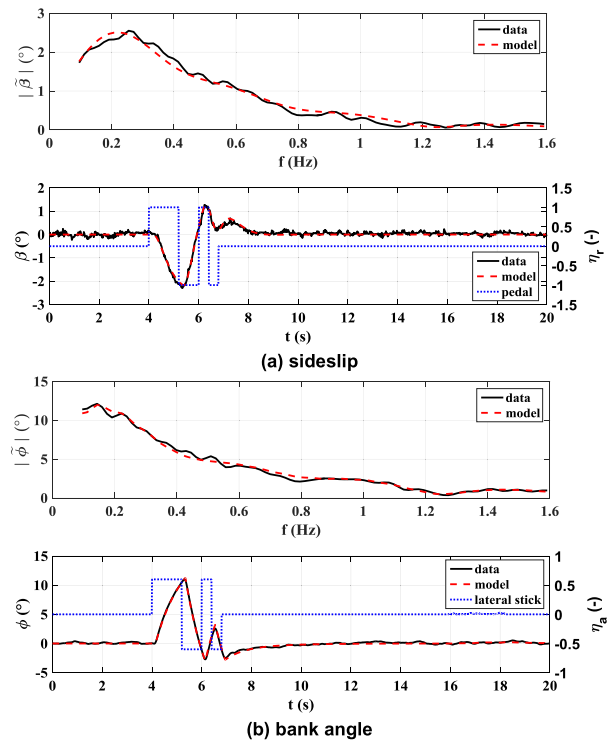 3
2
1
0
| β̃ | (°)
data
model
0 0.2 0.4 0.6 0.8 1 1.2 1.4 1.6
f (Hz)
2
1
0
-1
-2
-3
β (°)
1.5
1
0.5
0
-0.5
-1
-1.5
η_r (-)
data
model
pedal
0 2 4 6 8 10 12 14 16 18 20
t (s)
(a) sideslip
15
10
5
0
| ϕ̃ | (°)
data
model
0 0.2 0.4 0.6 0.8 1 1.2 1.4 1.6
f (Hz)
15
10
5
0
-5
ϕ (°)
1
0.5
0
-0.5
-1
η_a (-)
data
model
lateral stick
0 2 4 6 8 10 12 14 16 18 20
t (s)
(b) bank angle